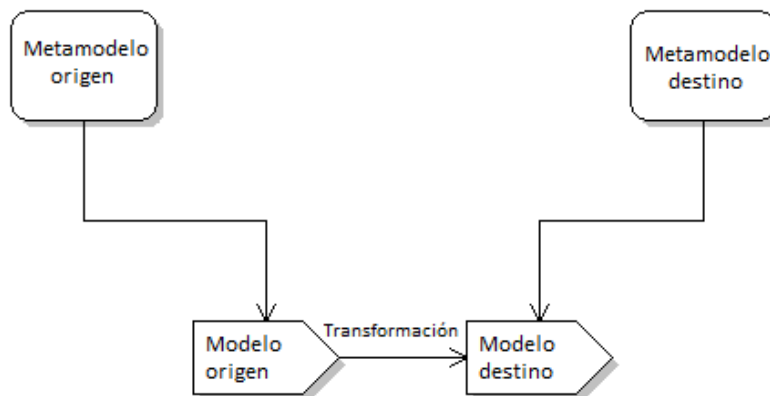 Metamodelo
origen
Metamodelo
destino
Transformación
Modelo
origen
Modelo
destino